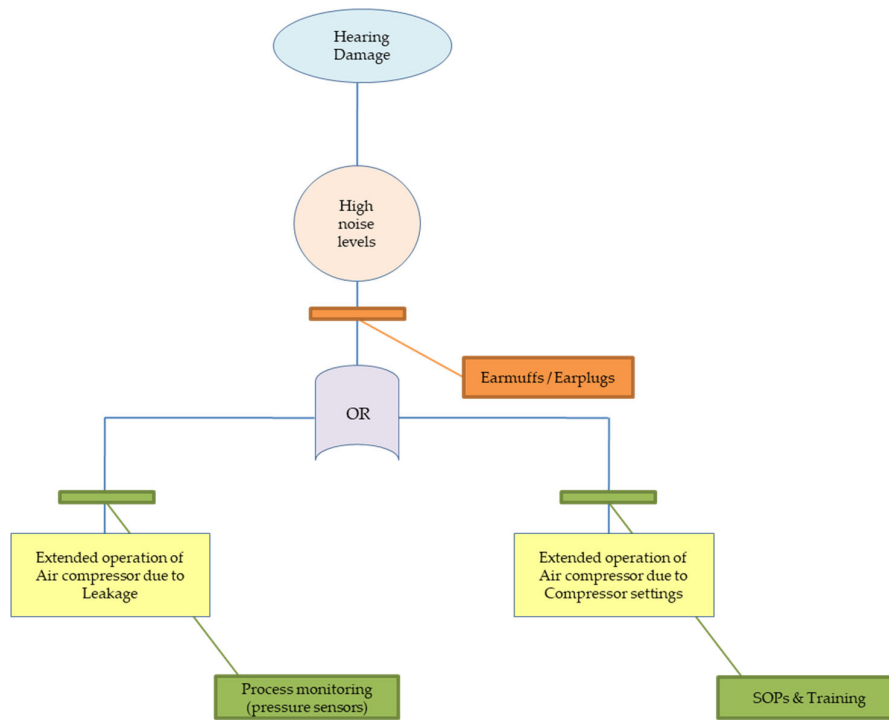 Hearing
Damage
High
noise
levels
Earmuffs / Earplugs
OR
Extended operation of
Air compressor due to
Leakage
Extended operation of
Air compressor due to
Compressor settings
Process monitoring
(pressure sensors)
SOPs & Training